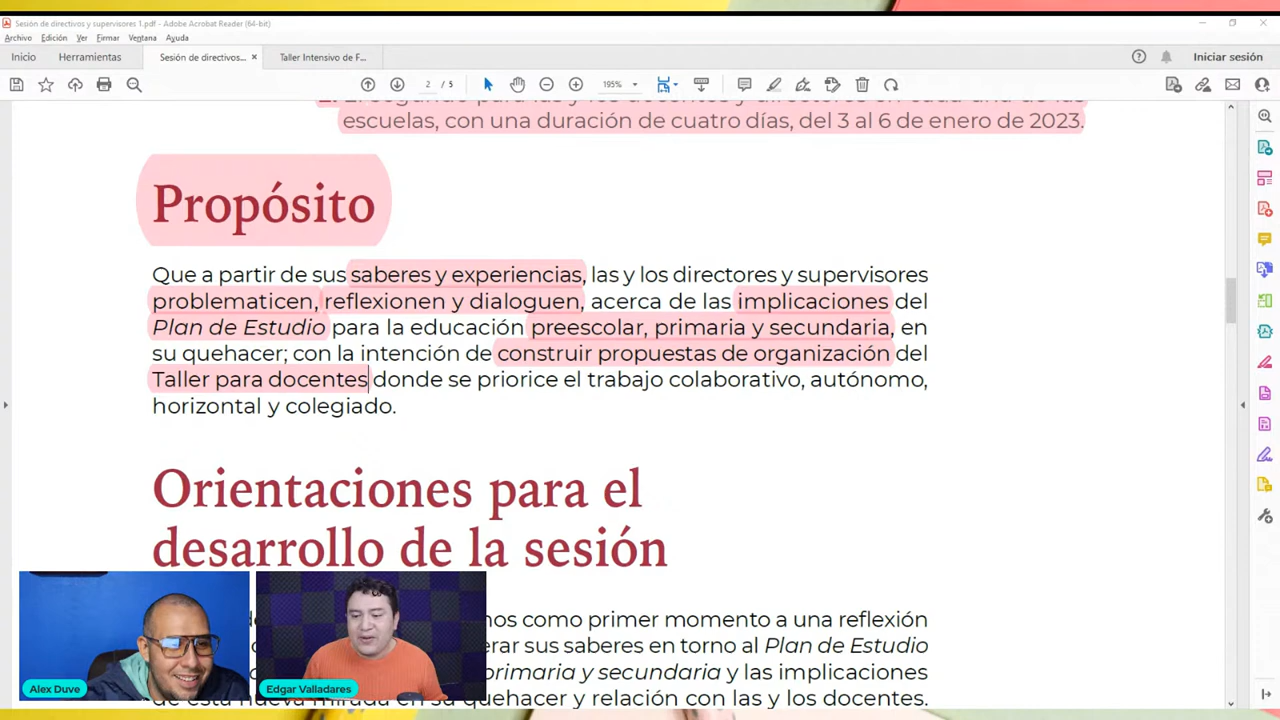 Sesión de directivos y supervisores 1.pdf - Adobe Acrobat Reader (64-bit)
Archivo Edición Ver Firmar Ventana Ayuda
Inicio Herramientas Sesión de directivos... × Taller Intensivo de F... Iniciar sesión
2 / 5 195%
escuelas, con una duración de cuatro días, del 3 al 6 de enero de 2023.
Propósito
Que a partir de sus saberes y experiencias, las y los directores y supervisores
problematicen, reflexionen y dialoguen, acerca de las implicaciones del
Plan de Estudio para la educación preescolar, primaria y secundaria, en
su quehacer; con la intención de construir propuestas de organización del
Taller para docentes donde se priorice el trabajo colaborativo, autónomo,
horizontal y colegiado.
Orientaciones para el
desarrollo de la sesión
como primer momento a una reflexión
sus saberes en torno al Plan de Estudio
primaria y secundaria y las implicaciones
quehacer y relación con las y los docentes.
Alex Duve
Edgar Valladares